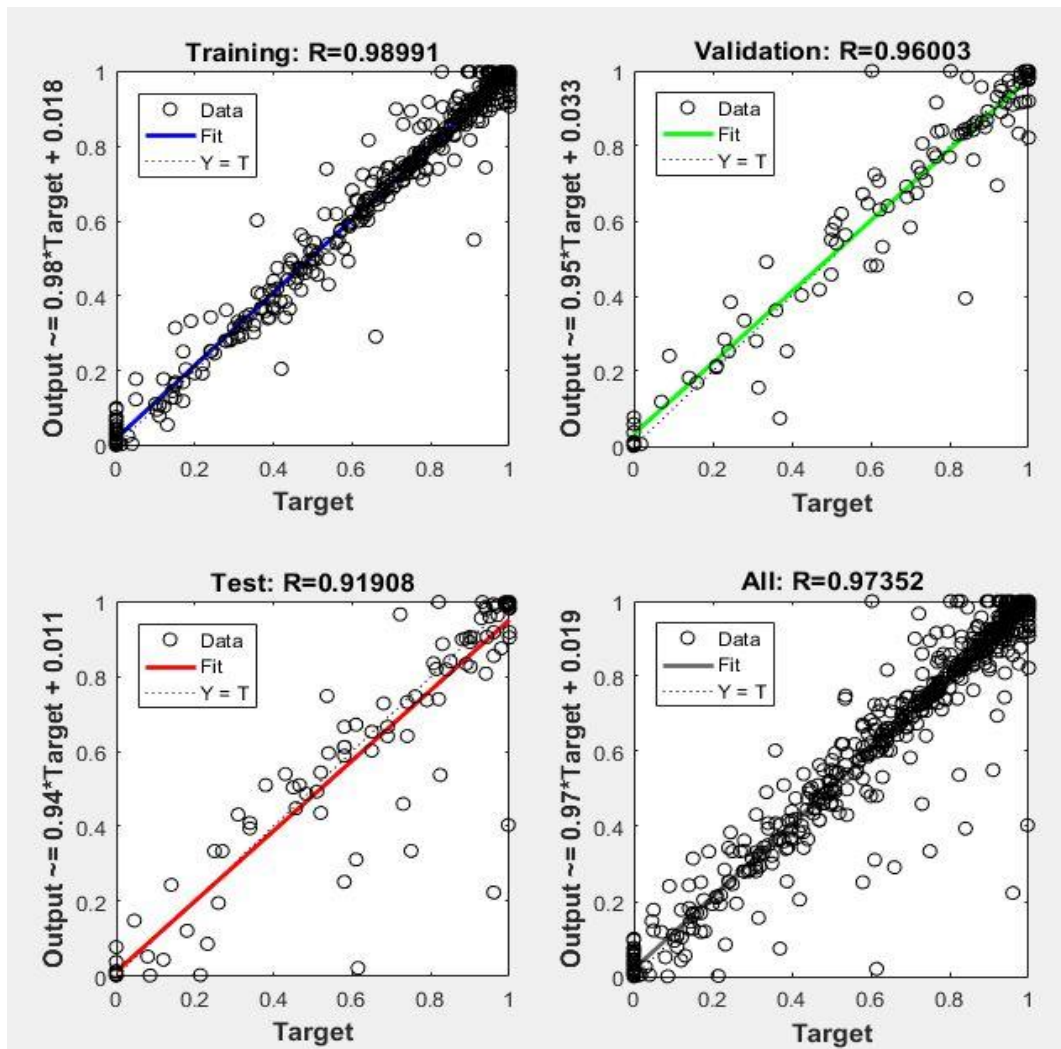 Training: R=0.98991
Output ~= 0.98*Target + 0.018
1
0.8
0.6
0.4
0.2
0
Data
Fit
Y = T
0
0.2
0.4
0.6
0.8
1
Target
Validation: R=0.96003
Output ~= 0.95*Target + 0.033
1
0.8
0.6
0.4
0.2
0
Data
Fit
Y = T
0
0.2
0.4
0.6
0.8
1
Target
Test: R=0.91908
Output ~= 0.94*Target + 0.011
1
0.8
0.6
0.4
0.2
0
Data
Fit
Y = T
0
0.2
0.4
0.6
0.8
1
Target
All: R=0.97352
Output ~= 0.97*Target + 0.019
1
0.8
0.6
0.4
0.2
0
Data
Fit
Y = T
0
0.2
0.4
0.6
0.8
1
Target